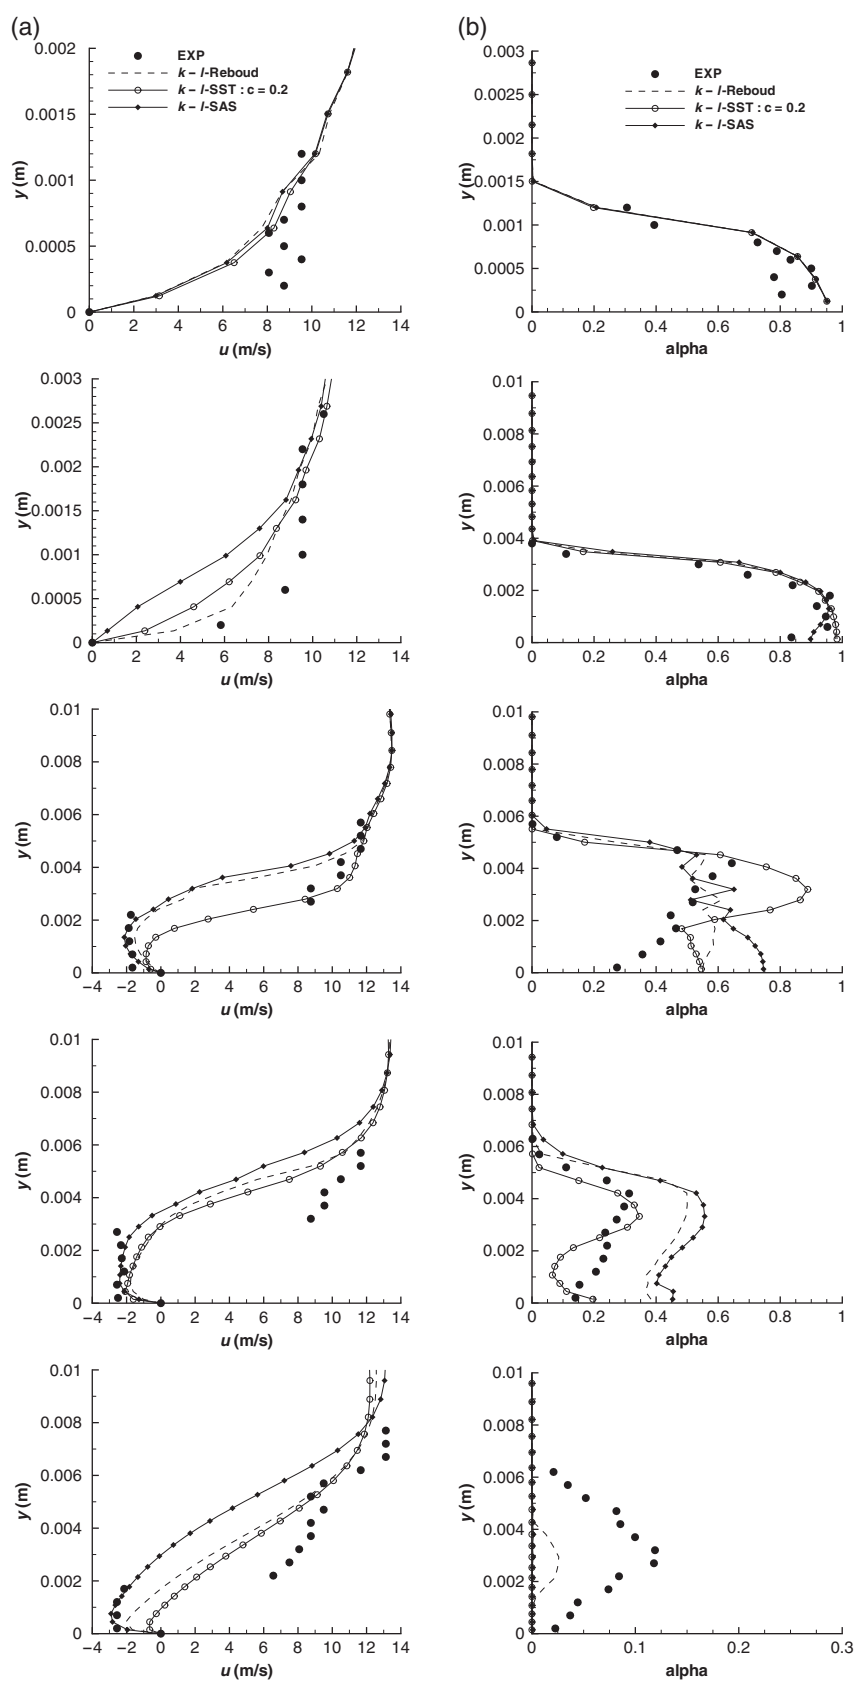 (a)
0.002
0.0015
0.001
0.0005
0
y (m)
0 2 4 6 8 10 12 14
u (m/s)
EXP
k – l-Reboud
k – l-SST : c = 0.2
k – l-SAS
(b)
0.003
0.0025
0.002
0.0015
0.001
0.0005
0
y (m)
0 0.2 0.4 0.6 0.8 1
alpha
EXP
k – l-Reboud
k – l-SST: c = 0.2
k – l-SAS
0.003
0.0025
0.002
0.0015
0.001
0.0005
0
y (m)
0 2 4 6 8 10 12 14
u (m/s)
0.01
0.008
0.006
0.004
0.002
0
y (m)
0 0.2 0.4 0.6 0.8 1
alpha
0.01
0.008
0.006
0.004
0.002
0
y (m)
−4 −2 0 2 4 6 8 10 12 14
u (m/s)
0.01
0.008
0.006
0.004
0.002
0
y (m)
0 0.2 0.4 0.6 0.8 1
alpha
0.01
0.008
0.006
0.004
0.002
0
y (m)
−4 −2 0 2 4 6 8 10 12 14
u (m/s)
0.01
0.008
0.006
0.004
0.002
0
y (m)
0 0.2 0.4 0.6 0.8 1
alpha
0.01
0.008
0.006
0.004
0.002
0
y (m)
−4 −2 0 2 4 6 8 10 12 14
u (m/s)
0.01
0.008
0.006
0.004
0.002
0
y (m)
0 0.1 0.2 0.3
alpha